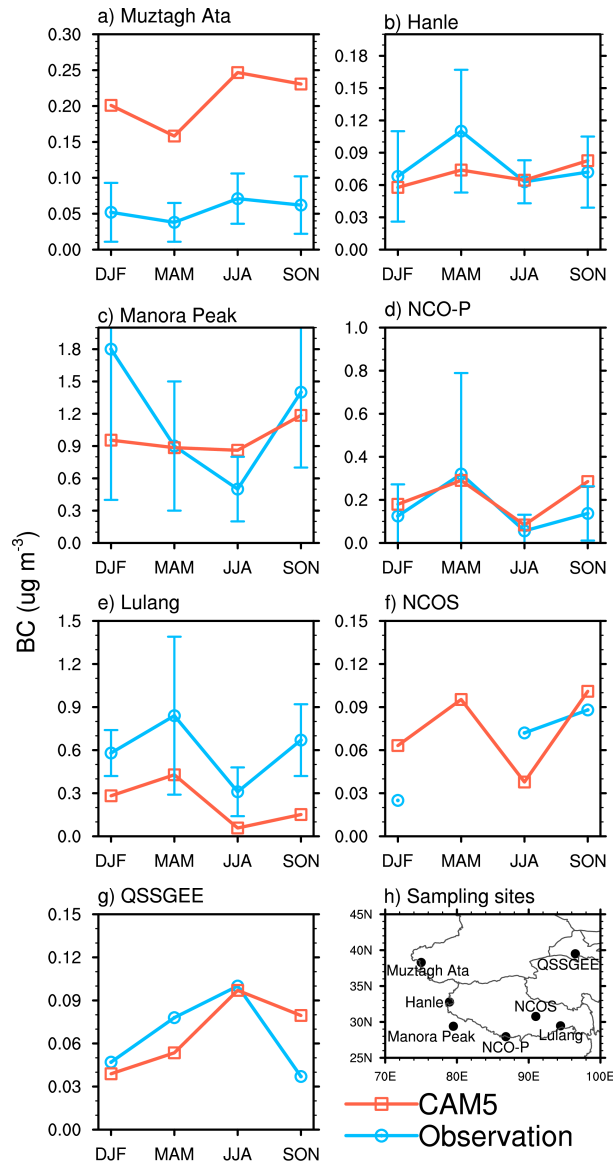 a) Muztagh Ata
0.30
0.25
0.20
0.15
0.10
0.05
0.00
DJF MAM JJA SON
b) Hanle
0.18
0.15
0.12
0.09
0.06
0.03
0.00
DJF MAM JJA SON
c) Manora Peak
1.8
1.5
1.2
0.9
0.6
0.3
0.0
DJF MAM JJA SON
d) NCO-P
1.0
0.8
0.6
0.4
0.2
0.0
DJF MAM JJA SON
BC (ug m⁻³)
e) Lulang
1.5
1.2
0.9
0.6
0.3
0.0
DJF MAM JJA SON
f) NCOS
0.15
0.12
0.09
0.06
0.03
0.00
DJF MAM JJA SON
g) QSSGEE
0.15
0.12
0.09
0.06
0.03
0.00
DJF MAM JJA SON
h) Sampling sites
45N
40N
35N
30N
25N
QSSGEE
Muztagh Ata
Hanle
NCOS
Manora Peak
Lulang
NCO-P
70E 80E 90E 100E
CAM5
Observation